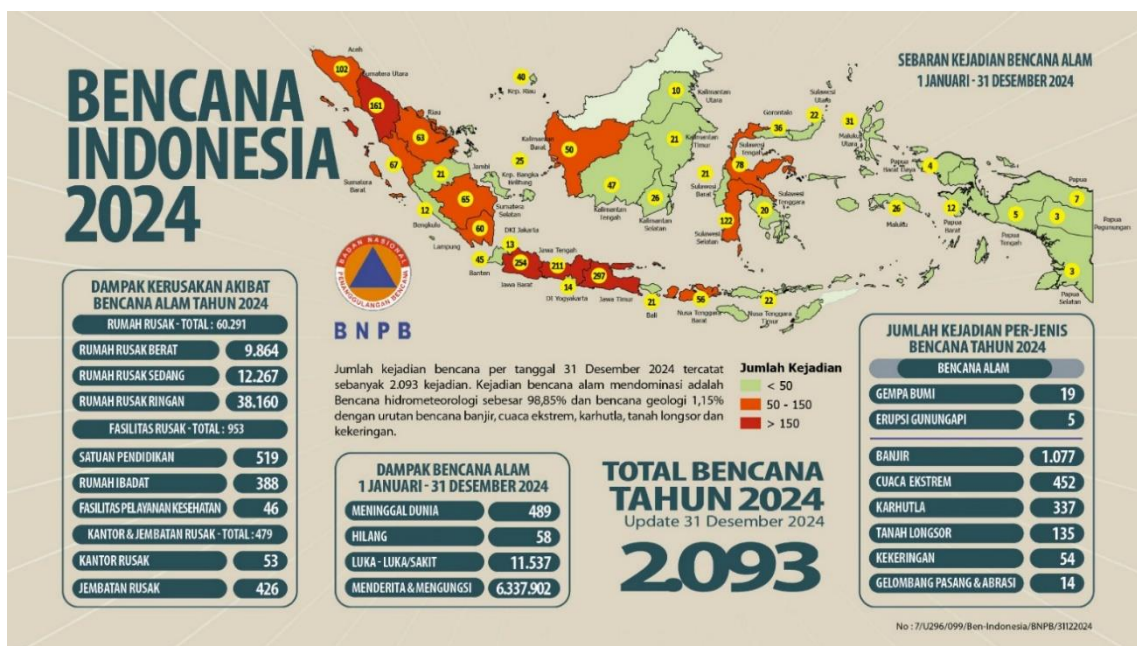 BENCANA
INDONESIA
2024
SEBARAN KEJADIAN BENCANA ALAM
1 JANUARI - 31 DESEMBER 2024
Aceh
102
Sumatera Utara
161
Riau
63
Kep. Riau
40
Sumatera
Barat
67
Jambi
21
Kep. Bangka
Belitung
25
Bengkulu
12
Sumatera
Selatan
65
Lampung
60
Banten
45
DKI Jakarta
13
Jawa Barat
254
Jawa Tengah
211
DI Yogyakarta
14
Jawa Timur
297
Bali
21
Nusa Tenggara
Barat
56
Nusa Tenggara
Timur
22
Kalimantan
Barat
50
Kalimantan
Tengah
47
Kalimantan
Selatan
26
Kalimantan
Timur
21
Kalimantan
Utara
10
Sulawesi
Barat
21
Sulawesi
Selatan
122
Sulawesi
Tengah
78
Sulawesi
Tenggara
20
Gorontalo
36
Sulawesi
Utara
22
Maluku
Utara
31
Maluku
26
Papua
Barat Daya
4
Papua
Barat
12
Papua
Tengah
5
Papua
7
Papua
Pegunungan
3
Papua
Selatan
3
BADAN NASIONAL
PENANGGULANGAN BENCANA
BNPB
DAMPAK KERUSAKAN AKIBAT
BENCANA ALAM TAHUN 2024
RUMAH RUSAK - TOTAL : 60.291
RUMAH RUSAK BERAT 9.864
RUMAH RUSAK SEDANG 12.267
RUMAH RUSAK RINGAN 38.160
FASILITAS RUSAK - TOTAL : 953
SATUAN PENDIDIKAN 519
RUMAH IBADAT 388
FASILITAS PELAYANAN KESEHATAN 46
KANTOR & JEMBATAN RUSAK - TOTAL : 479
KANTOR RUSAK 53
JEMBATAN RUSAK 426
Jumlah kejadian bencana per tanggal 31 Desember 2024 tercatat
sebanyak 2.093 kejadian. Kejadian bencana alam mendominasi adalah
Bencana hidrometeorologi sebesar 98,85% dan bencana geologi 1,15%
dengan urutan bencana banjir, cuaca ekstrem, karhutla, tanah longsor dan
kekeringan.
Jumlah Kejadian
< 50
50 - 150
> 150
DAMPAK BENCANA ALAM
1 JANUARI - 31 DESEMBER 2024
MENINGGAL DUNIA 489
HILANG 58
LUKA - LUKA/SAKIT 11.537
MENDERITA & MENGUNGSI 6.337.902
TOTAL BENCANA
TAHUN 2024
Update 31 Desember 2024
2.093
JUMLAH KEJADIAN PER-JENIS
BENCANA TAHUN 2024
BENCANA ALAM
GEMPA BUMI 19
ERUPSI GUNUNGAPI 5
BANJIR 1.077
CUACA EKSTREM 452
KARHUTLA 337
TANAH LONGSOR 135
KEKERINGAN 54
GELOMBANG PASANG & ABRASI 14
No : 7/U296/099/Ben-Indonesia/BNPB/31122024